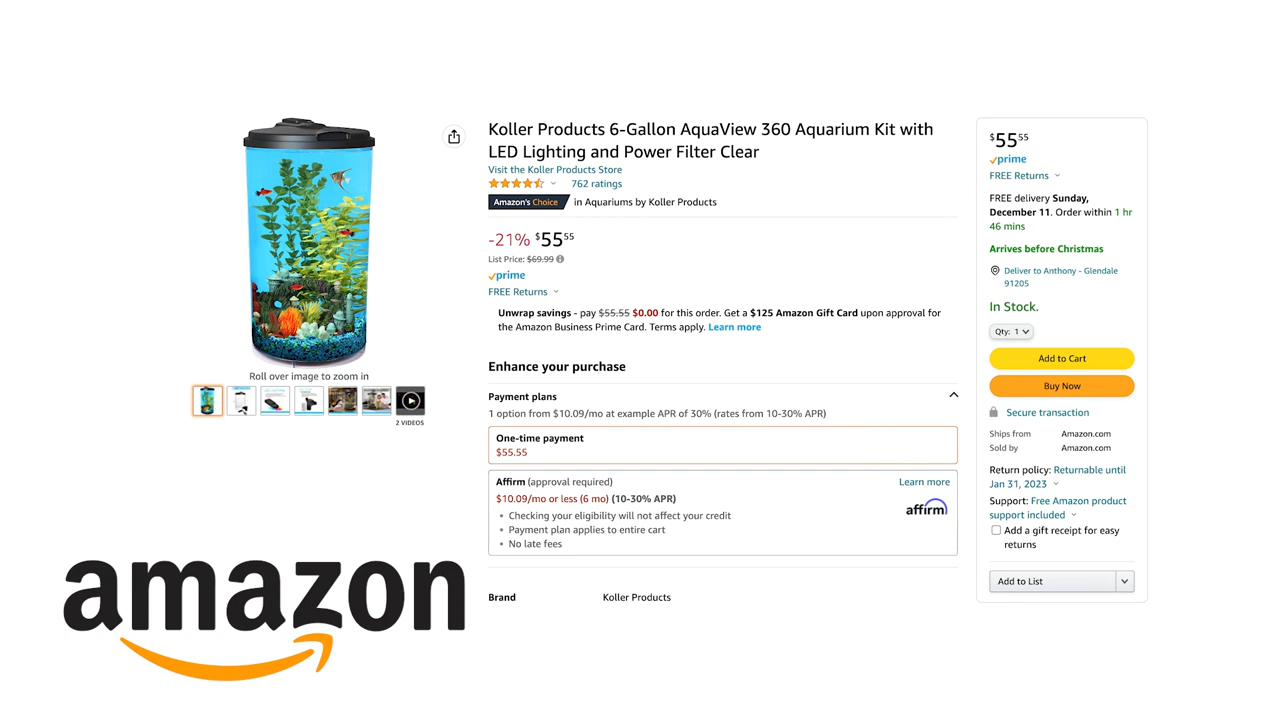 Koller Products 6-Gallon AquaView 360 Aquarium Kit with
LED Lighting and Power Filter Clear
Visit the Koller Products Store
762 ratings
Amazon's Choice in Aquariums by Koller Products
-21% $55 55
List Price: $69.99
prime
FREE Returns
Unwrap savings - pay $55.55 $0.00 for this order. Get a $125 Amazon Gift Card upon approval for
the Amazon Business Prime Card. Terms apply. Learn more
Enhance your purchase
Payment plans
1 option from $10.09/mo at example APR of 30% (rates from 10-30% APR)
One-time payment
$55.55
Affirm (approval required) Learn more
$10.09/mo or less (6 mo) (10-30% APR)
affirm
• Checking your eligibility will not affect your credit
• Payment plan applies to entire cart
• No late fees
Brand Koller Products
Roll over image to zoom in
2 VIDEOS
amazon
$55 55
prime
FREE Returns
FREE delivery Sunday,
December 11. Order within 1 hr
46 mins
Arrives before Christmas
Deliver to Anthony - Glendale
91205
In Stock.
Qty: 1
Add to Cart
Buy Now
Secure transaction
Ships from Amazon.com
Sold by Amazon.com
Return policy: Returnable until
Jan 31, 2023
Support: Free Amazon product
support included
Add a gift receipt for easy
returns
Add to List